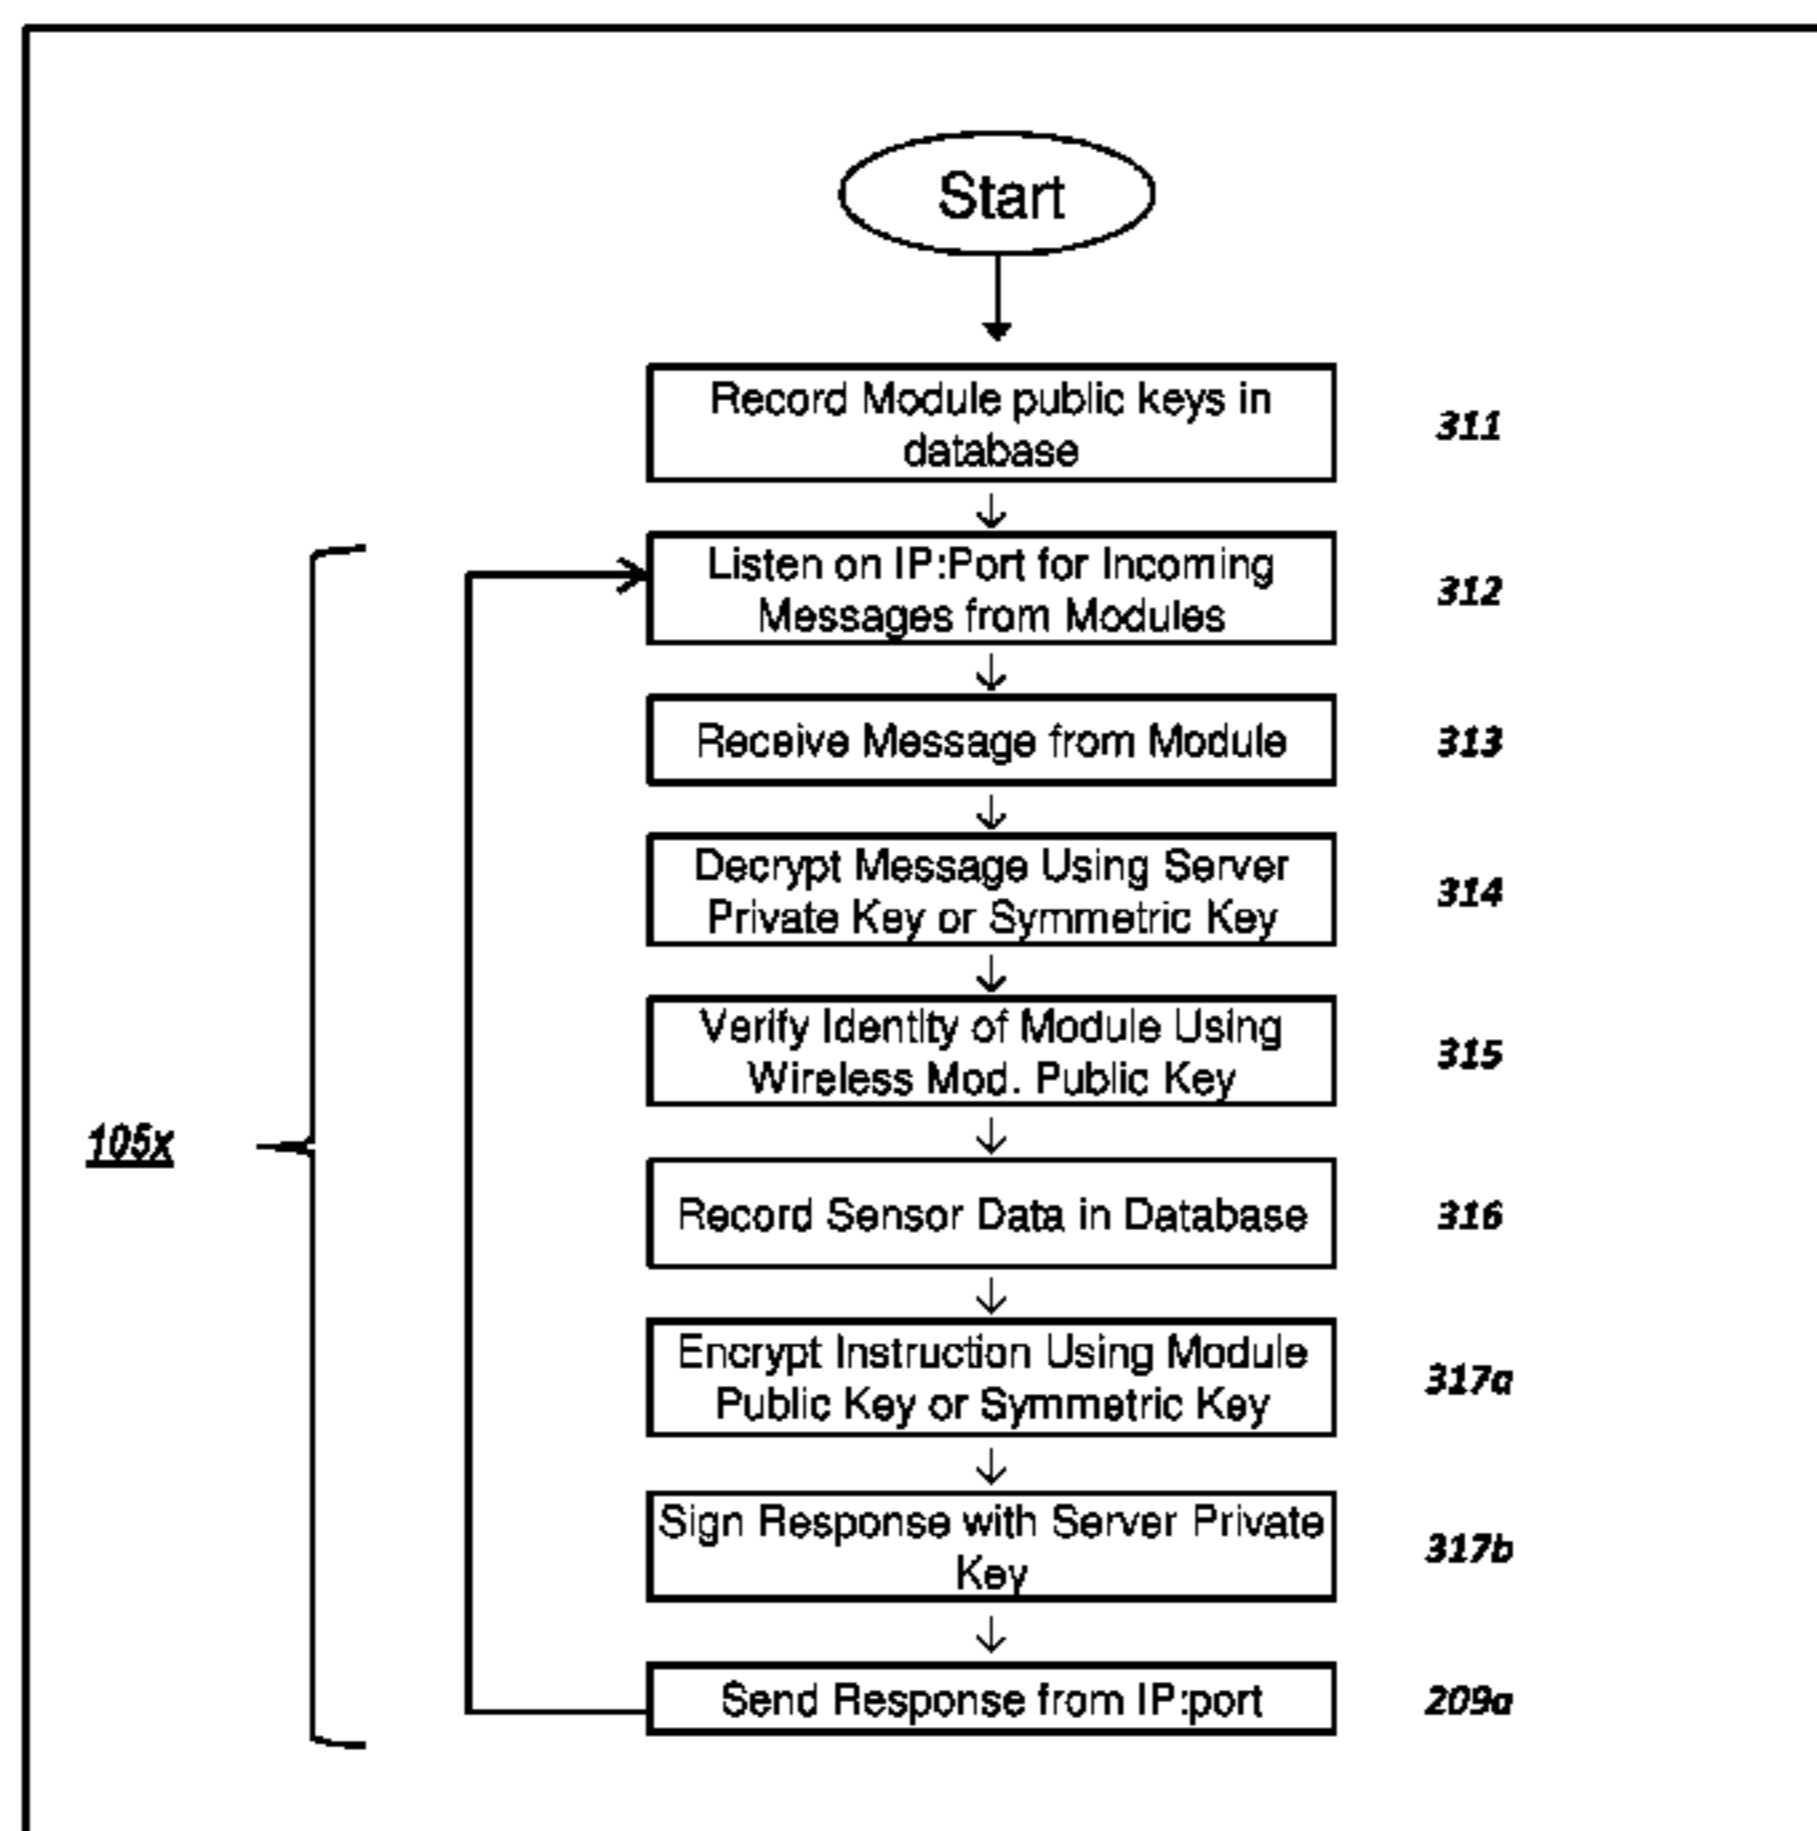 Start
Record Module public keys in
database
311
Listen on IP:Port for Incoming
Messages from Modules
312
Receive Message from Module
313
Decrypt Message Using Server
Private Key or Symmetric Key
314
Verify Identity of Module Using
Wireless Mod. Public Key
315
105x
Record Sensor Data in Database
316
Encrypt Instruction Using Module
Public Key or Symmetric Key
317a
Sign Response with Server Private
Key
317b
Send Response from IP:port
209a